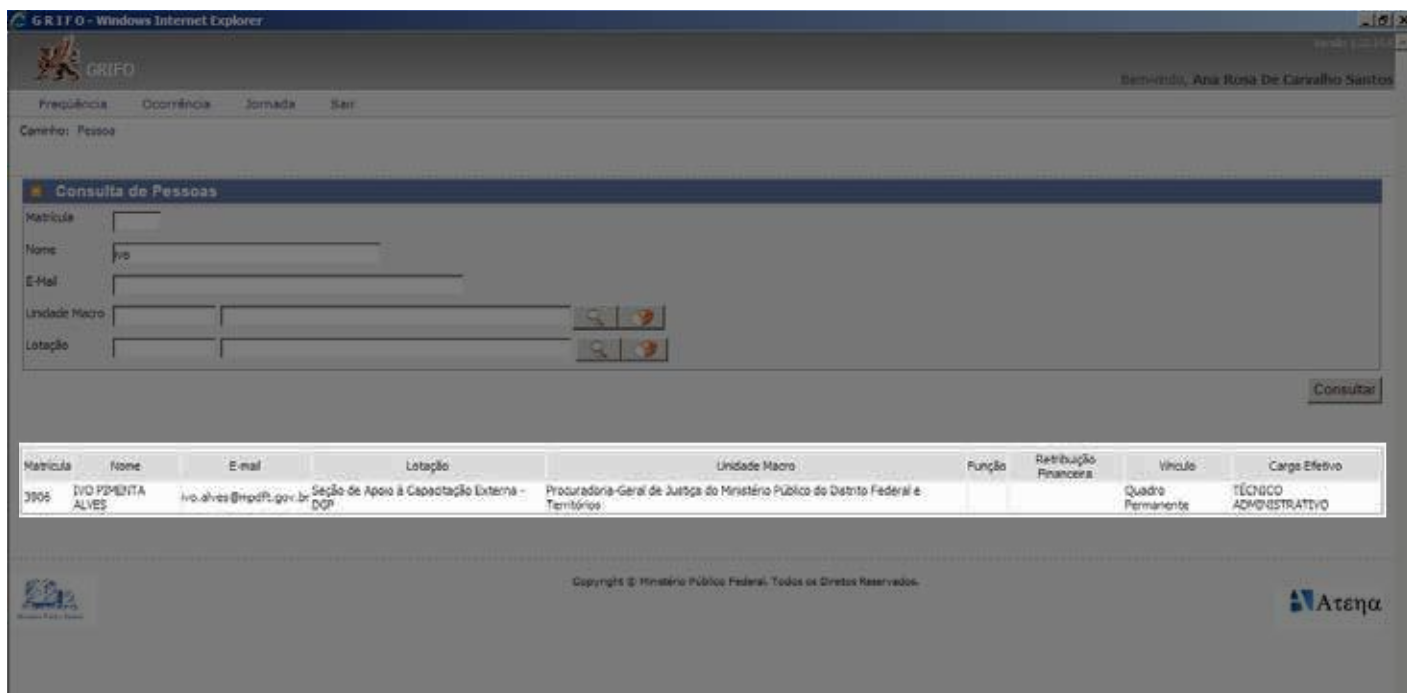 G R I F O - Windows Internet Explorer
GRIFO
Bem-vindo, Ana Rosa De Carvalho Santos
Freqüência Ocorrência Jornada Sair
Caminho: Pessoa
Consulta de Pessoas
Matrícula
Nome ivo
E-Mail
Unidade Macro
Lotação
Consultar
Matrícula Nome E-mail Lotação Unidade Macro Função Retribuição Financeira Vínculo Cargo Efetivo
3906 IVO PIMENTA ALVES ivo.alves@mpdft.gov.br Seção de Apoio à Capacitação Externa - DGP Procuradoria-Geral de Justiça do Ministério Público do Distrito Federal e Territórios Quadro Permanente TÉCNICO ADMINISTRATIVO
Copyright © Ministério Público Federal. Todos os Direitos Reservados.
Atena